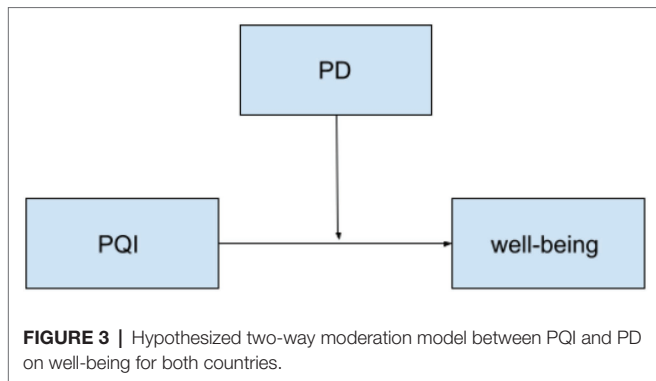 PD
PQI
well-being
FIGURE 3 | Hypothesized two-way moderation model between PQI and PD
on well-being for both countries.